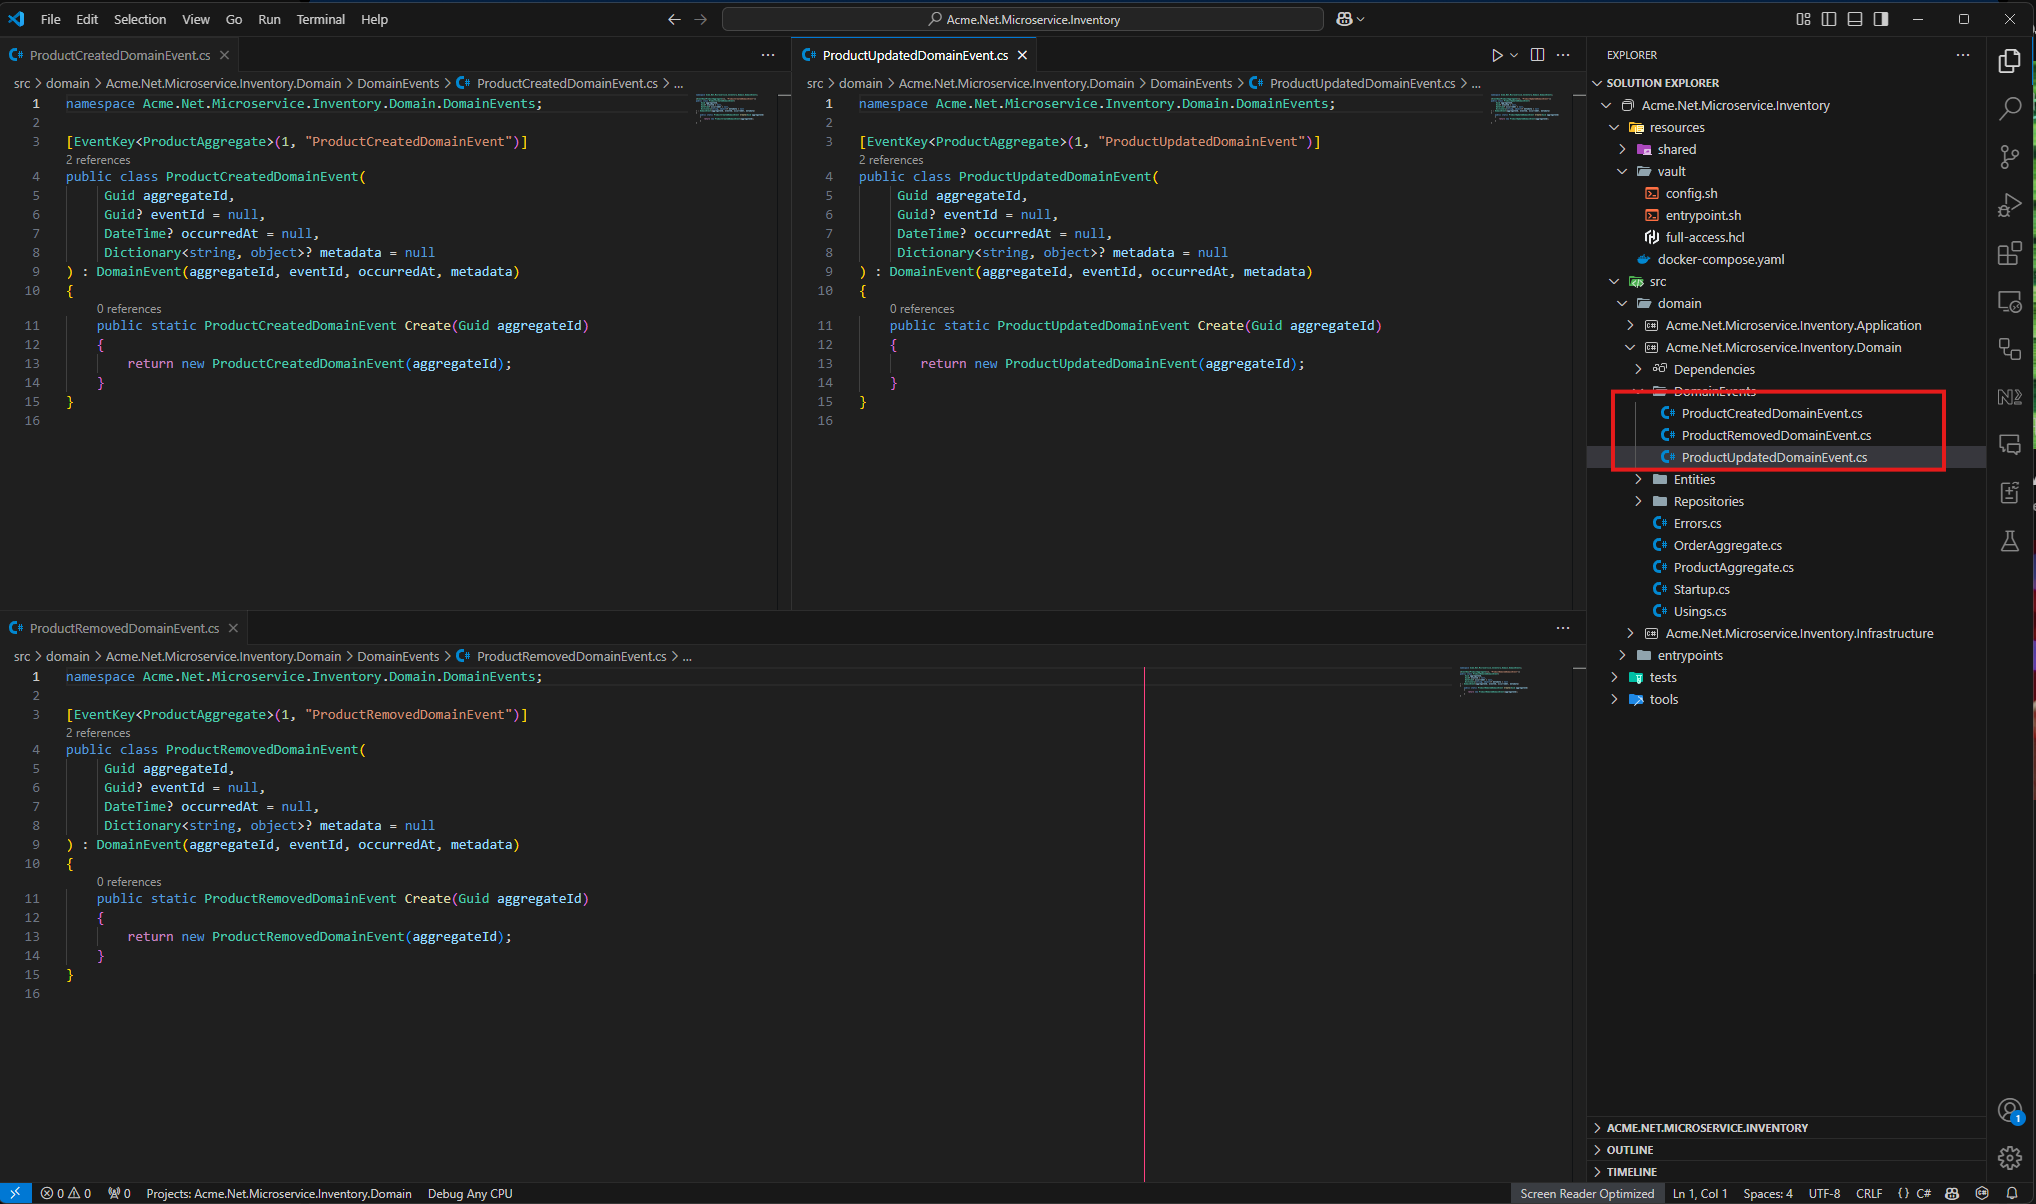 File Edit Selection View Go Run Terminal Help
Acme.Net.Microservice.Inventory
ProductCreatedDomainEvent.cs
src > domain > Acme.Net.Microservice.Inventory.Domain > DomainEvents > ProductCreatedDomainEvent.cs > ...
1 namespace Acme.Net.Microservice.Inventory.Domain.DomainEvents;
2
3 [EventKey<ProductAggregate>(1, "ProductCreatedDomainEvent")]
2 references
4 public class ProductCreatedDomainEvent(
5 Guid aggregateId,
6 Guid? eventId = null,
7 DateTime? occurredAt = null,
8 Dictionary<string, object>? metadata = null
9 ) : DomainEvent(aggregateId, eventId, occurredAt, metadata)
10 {
0 references
11 public static ProductCreatedDomainEvent Create(Guid aggregateId)
12 {
13 return new ProductCreatedDomainEvent(aggregateId);
14 }
15 }
16
ProductUpdatedDomainEvent.cs
src > domain > Acme.Net.Microservice.Inventory.Domain > DomainEvents > ProductUpdatedDomainEvent.cs > ...
1 namespace Acme.Net.Microservice.Inventory.Domain.DomainEvents;
2
3 [EventKey<ProductAggregate>(1, "ProductUpdatedDomainEvent")]
2 references
4 public class ProductUpdatedDomainEvent(
5 Guid aggregateId,
6 Guid? eventId = null,
7 DateTime? occurredAt = null,
8 Dictionary<string, object>? metadata = null
9 ) : DomainEvent(aggregateId, eventId, occurredAt, metadata)
10 {
0 references
11 public static ProductUpdatedDomainEvent Create(Guid aggregateId)
12 {
13 return new ProductUpdatedDomainEvent(aggregateId);
14 }
15 }
16
ProductRemovedDomainEvent.cs
src > domain > Acme.Net.Microservice.Inventory.Domain > DomainEvents > ProductRemovedDomainEvent.cs > ...
1 namespace Acme.Net.Microservice.Inventory.Domain.DomainEvents;
2
3 [EventKey<ProductAggregate>(1, "ProductRemovedDomainEvent")]
2 references
4 public class ProductRemovedDomainEvent(
5 Guid aggregateId,
6 Guid? eventId = null,
7 DateTime? occurredAt = null,
8 Dictionary<string, object>? metadata = null
9 ) : DomainEvent(aggregateId, eventId, occurredAt, metadata)
10 {
0 references
11 public static ProductRemovedDomainEvent Create(Guid aggregateId)
12 {
13 return new ProductRemovedDomainEvent(aggregateId);
14 }
15 }
16
EXPLORER
SOLUTION EXPLORER
Acme.Net.Microservice.Inventory
resources
shared
vault
config.sh
entrypoint.sh
full-access.hcl
docker-compose.yaml
src
domain
Acme.Net.Microservice.Inventory.Application
Acme.Net.Microservice.Inventory.Domain
Dependencies
DomainEvents
ProductCreatedDomainEvent.cs
ProductRemovedDomainEvent.cs
ProductUpdatedDomainEvent.cs
Entities
Repositories
Errors.cs
OrderAggregate.cs
ProductAggregate.cs
Startup.cs
Usings.cs
Acme.Net.Microservice.Inventory.Infrastructure
entrypoints
tests
tools
ACME.NET.MICROSERVICE.INVENTORY
OUTLINE
TIMELINE
1
0 0 0 Projects: Acme.Net.Microservice.Inventory.Domain Debug Any CPU
Screen Reader Optimized Ln 1, Col 1 Spaces: 4 UTF-8 CRLF { } C#